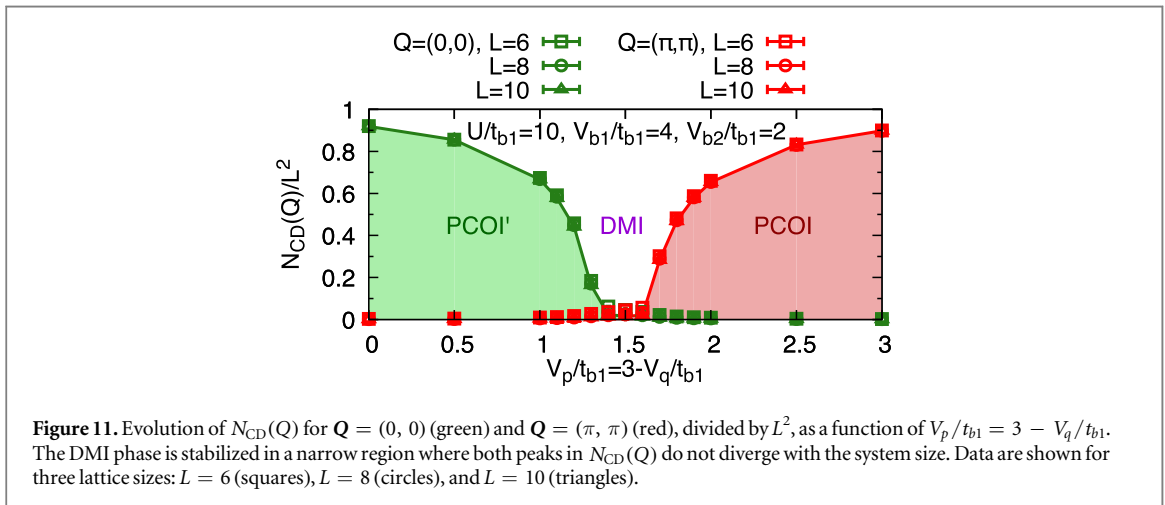 Q=(0,0), L=6 Q=(π,π), L=6
L=8 L=8
L=10 L=10
1
0.8
0.6
0.4
0.2
0
N_CD(Q)/L²
U/t_b1=10, V_b1/t_b1=4, V_b2/t_b1=2
PCOI' DMI PCOI
0 0.5 1 1.5 2 2.5 3
V_p/t_b1=3-V_q/t_b1
Figure 11. Evolution of N_CD(Q) for Q = (0, 0) (green) and Q = (π, π) (red), divided by L², as a function of V_p/t_b1 = 3 − V_q/t_b1.
The DMI phase is stabilized in a narrow region where both peaks in N_CD(Q) do not diverge with the system size. Data are shown for
three lattice sizes: L = 6 (squares), L = 8 (circles), and L = 10 (triangles).